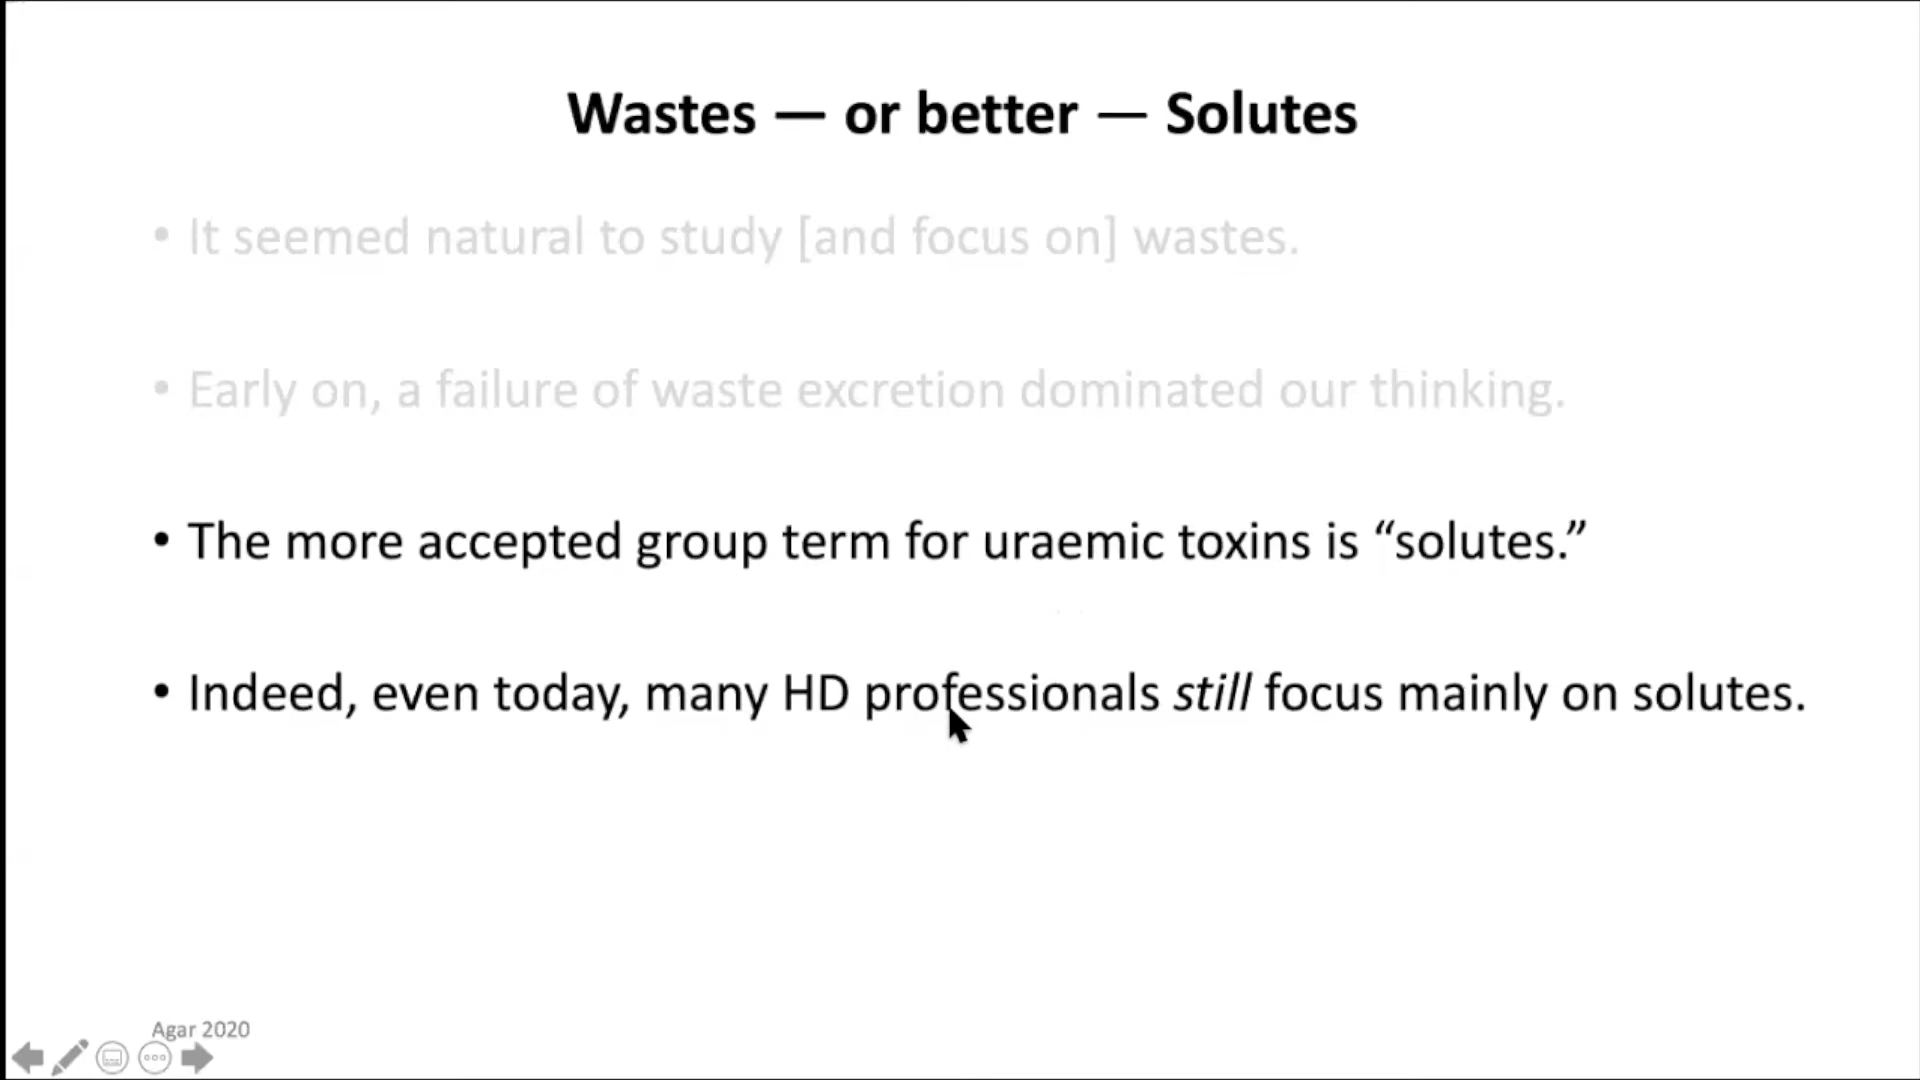 Wastes — or better — Solutes
• It seemed natural to study [and focus on] wastes.
• Early on, a failure of waste excretion dominated our thinking.
• The more accepted group term for uraemic toxins is “solutes.”
• Indeed, even today, many HD professionals still focus mainly on solutes.
Agar 2020